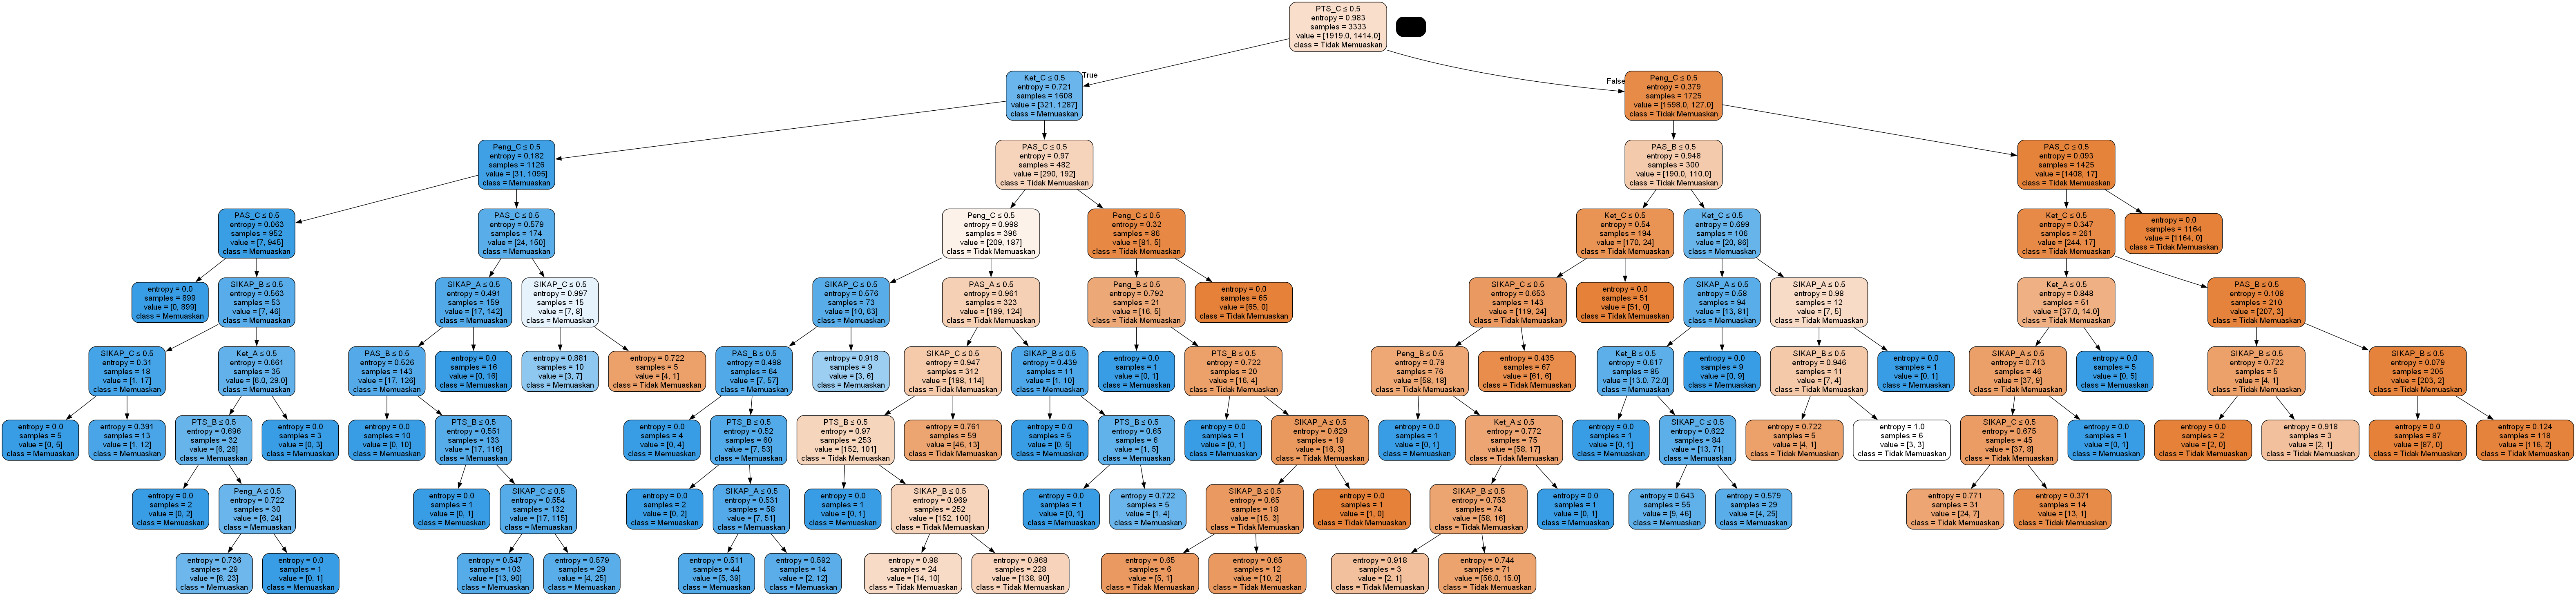 PTS_C ≤ 0.5
entropy = 0.983
samples = 3333
value = [1919.0, 1414.0]
class = Tidak Memuaskan
True
False
Ket_C ≤ 0.5
entropy = 0.721
samples = 1608
value = [321, 1287]
class = Memuaskan
Peng_C ≤ 0.5
entropy = 0.379
samples = 1725
value = [1598.0, 127.0]
class = Tidak Memuaskan
Peng_C ≤ 0.5
entropy = 0.182
samples = 1126
value = [31, 1095]
class = Memuaskan
PAS_C ≤ 0.5
entropy = 0.97
samples = 482
value = [290, 192]
class = Tidak Memuaskan
PAS_B ≤ 0.5
entropy = 0.948
samples = 300
value = [190.0, 110.0]
class = Tidak Memuaskan
PAS_C ≤ 0.5
entropy = 0.093
samples = 1425
value = [1408, 17]
class = Tidak Memuaskan
PAS_C ≤ 0.5
entropy = 0.063
samples = 952
value = [7, 945]
class = Memuaskan
PAS_C ≤ 0.5
entropy = 0.579
samples = 174
value = [24, 150]
class = Memuaskan
Peng_C ≤ 0.5
entropy = 0.998
samples = 396
value = [209, 187]
class = Tidak Memuaskan
Peng_C ≤ 0.5
entropy = 0.32
samples = 86
value = [81, 5]
class = Tidak Memuaskan
Ket_C ≤ 0.5
entropy = 0.54
samples = 194
value = [170, 24]
class = Tidak Memuaskan
Ket_C ≤ 0.5
entropy = 0.699
samples = 106
value = [20, 86]
class = Memuaskan
Ket_C ≤ 0.5
entropy = 0.347
samples = 261
value = [244, 17]
class = Tidak Memuaskan
entropy = 0.0
samples = 1164
value = [1164, 0]
class = Tidak Memuaskan
entropy = 0.0
samples = 899
value = [0, 899]
class = Memuaskan
SIKAP_B ≤ 0.5
entropy = 0.563
samples = 53
value = [7, 46]
class = Memuaskan
SIKAP_A ≤ 0.5
entropy = 0.491
samples = 159
value = [17, 142]
class = Memuaskan
SIKAP_C ≤ 0.5
entropy = 0.997
samples = 15
value = [7, 8]
class = Memuaskan
SIKAP_C ≤ 0.5
entropy = 0.576
samples = 73
value = [10, 63]
class = Memuaskan
PAS_A ≤ 0.5
entropy = 0.961
samples = 323
value = [199, 124]
class = Tidak Memuaskan
Peng_B ≤ 0.5
entropy = 0.792
samples = 21
value = [16, 5]
class = Tidak Memuaskan
entropy = 0.0
samples = 65
value = [65, 0]
class = Tidak Memuaskan
SIKAP_C ≤ 0.5
entropy = 0.653
samples = 143
value = [119, 24]
class = Tidak Memuaskan
entropy = 0.0
samples = 51
value = [51, 0]
class = Tidak Memuaskan
SIKAP_A ≤ 0.5
entropy = 0.58
samples = 94
value = [13, 81]
class = Memuaskan
SIKAP_A ≤ 0.5
entropy = 0.98
samples = 12
value = [7, 5]
class = Tidak Memuaskan
Ket_A ≤ 0.5
entropy = 0.848
samples = 51
value = [37.0, 14.0]
class = Tidak Memuaskan
PAS_B ≤ 0.5
entropy = 0.108
samples = 210
value = [207, 3]
class = Tidak Memuaskan
SIKAP_C ≤ 0.5
entropy = 0.31
samples = 18
value = [1, 17]
class = Memuaskan
Ket_A ≤ 0.5
entropy = 0.661
samples = 35
value = [6.0, 29.0]
class = Memuaskan
PAS_B ≤ 0.5
entropy = 0.526
samples = 143
value = [17, 126]
class = Memuaskan
entropy = 0.0
samples = 16
value = [0, 16]
class = Memuaskan
entropy = 0.881
samples = 10
value = [3, 7]
class = Memuaskan
entropy = 0.722
samples = 5
value = [4, 1]
class = Tidak Memuaskan
PAS_B ≤ 0.5
entropy = 0.498
samples = 64
value = [7, 57]
class = Memuaskan
entropy = 0.918
samples = 9
value = [3, 6]
class = Memuaskan
SIKAP_C ≤ 0.5
entropy = 0.947
samples = 312
value = [198, 114]
class = Tidak Memuaskan
SIKAP_B ≤ 0.5
entropy = 0.439
samples = 11
value = [1, 10]
class = Memuaskan
entropy = 0.0
samples = 1
value = [0, 1]
class = Memuaskan
PTS_B ≤ 0.5
entropy = 0.722
samples = 20
value = [16, 4]
class = Tidak Memuaskan
Peng_B ≤ 0.5
entropy = 0.79
samples = 76
value = [58, 18]
class = Tidak Memuaskan
entropy = 0.435
samples = 67
value = [61, 6]
class = Tidak Memuaskan
Ket_B ≤ 0.5
entropy = 0.617
samples = 85
value = [13.0, 72.0]
class = Memuaskan
entropy = 0.0
samples = 9
value = [0, 9]
class = Memuaskan
SIKAP_B ≤ 0.5
entropy = 0.946
samples = 11
value = [7, 4]
class = Tidak Memuaskan
entropy = 0.0
samples = 1
value = [0, 1]
class = Memuaskan
SIKAP_A ≤ 0.5
entropy = 0.713
samples = 46
value = [37, 9]
class = Tidak Memuaskan
entropy = 0.0
samples = 5
value = [0, 5]
class = Memuaskan
SIKAP_B ≤ 0.5
entropy = 0.722
samples = 5
value = [4, 1]
class = Tidak Memuaskan
SIKAP_B ≤ 0.5
entropy = 0.079
samples = 205
value = [203, 2]
class = Tidak Memuaskan
entropy = 0.0
samples = 5
value = [0, 5]
class = Memuaskan
entropy = 0.391
samples = 13
value = [1, 12]
class = Memuaskan
PTS_B ≤ 0.5
entropy = 0.696
samples = 32
value = [6, 26]
class = Memuaskan
entropy = 0.0
samples = 3
value = [0, 3]
class = Memuaskan
entropy = 0.0
samples = 10
value = [0, 10]
class = Memuaskan
PTS_B ≤ 0.5
entropy = 0.551
samples = 133
value = [17, 116]
class = Memuaskan
entropy = 0.0
samples = 4
value = [0, 4]
class = Memuaskan
PTS_B ≤ 0.5
entropy = 0.52
samples = 60
value = [7, 53]
class = Memuaskan
PTS_B ≤ 0.5
entropy = 0.97
samples = 253
value = [152, 101]
class = Tidak Memuaskan
entropy = 0.761
samples = 59
value = [46, 13]
class = Tidak Memuaskan
entropy = 0.0
samples = 5
value = [0, 5]
class = Memuaskan
PTS_B ≤ 0.5
entropy = 0.65
samples = 6
value = [1, 5]
class = Memuaskan
entropy = 0.0
samples = 1
value = [0, 1]
class = Memuaskan
SIKAP_A ≤ 0.5
entropy = 0.629
samples = 19
value = [16, 3]
class = Tidak Memuaskan
entropy = 0.0
samples = 1
value = [0, 1]
class = Memuaskan
Ket_A ≤ 0.5
entropy = 0.772
samples = 75
value = [58, 17]
class = Tidak Memuaskan
entropy = 0.0
samples = 1
value = [0, 1]
class = Memuaskan
SIKAP_C ≤ 0.5
entropy = 0.622
samples = 84
value = [13, 71]
class = Memuaskan
entropy = 0.722
samples = 5
value = [4, 1]
class = Tidak Memuaskan
entropy = 1.0
samples = 6
value = [3, 3]
class = Tidak Memuaskan
SIKAP_C ≤ 0.5
entropy = 0.675
samples = 45
value = [37, 8]
class = Tidak Memuaskan
entropy = 0.0
samples = 1
value = [0, 1]
class = Memuaskan
entropy = 0.0
samples = 2
value = [2, 0]
class = Tidak Memuaskan
entropy = 0.918
samples = 3
value = [2, 1]
class = Tidak Memuaskan
entropy = 0.0
samples = 87
value = [87, 0]
class = Tidak Memuaskan
entropy = 0.124
samples = 118
value = [116, 2]
class = Tidak Memuaskan
entropy = 0.0
samples = 2
value = [0, 2]
class = Memuaskan
Peng_A ≤ 0.5
entropy = 0.722
samples = 30
value = [6, 24]
class = Memuaskan
entropy = 0.0
samples = 1
value = [0, 1]
class = Memuaskan
SIKAP_C ≤ 0.5
entropy = 0.554
samples = 132
value = [17, 115]
class = Memuaskan
entropy = 0.0
samples = 2
value = [0, 2]
class = Memuaskan
SIKAP_A ≤ 0.5
entropy = 0.531
samples = 58
value = [7, 51]
class = Memuaskan
entropy = 0.0
samples = 1
value = [0, 1]
class = Memuaskan
SIKAP_B ≤ 0.5
entropy = 0.969
samples = 252
value = [152, 100]
class = Tidak Memuaskan
entropy = 0.0
samples = 1
value = [0, 1]
class = Memuaskan
entropy = 0.722
samples = 5
value = [1, 4]
class = Memuaskan
SIKAP_B ≤ 0.5
entropy = 0.65
samples = 18
value = [15, 3]
class = Tidak Memuaskan
entropy = 0.0
samples = 1
value = [1, 0]
class = Tidak Memuaskan
SIKAP_B ≤ 0.5
entropy = 0.753
samples = 74
value = [58, 16]
class = Tidak Memuaskan
entropy = 0.0
samples = 1
value = [0, 1]
class = Memuaskan
entropy = 0.643
samples = 55
value = [9, 46]
class = Memuaskan
entropy = 0.579
samples = 29
value = [4, 25]
class = Memuaskan
entropy = 0.771
samples = 31
value = [24, 7]
class = Tidak Memuaskan
entropy = 0.371
samples = 14
value = [13, 1]
class = Tidak Memuaskan
entropy = 0.736
samples = 29
value = [6, 23]
class = Memuaskan
entropy = 0.0
samples = 1
value = [0, 1]
class = Memuaskan
entropy = 0.547
samples = 103
value = [13, 90]
class = Memuaskan
entropy = 0.579
samples = 29
value = [4, 25]
class = Memuaskan
entropy = 0.511
samples = 44
value = [5, 39]
class = Memuaskan
entropy = 0.592
samples = 14
value = [2, 12]
class = Memuaskan
entropy = 0.98
samples = 24
value = [14, 10]
class = Tidak Memuaskan
entropy = 0.968
samples = 228
value = [138, 90]
class = Tidak Memuaskan
entropy = 0.65
samples = 6
value = [5, 1]
class = Tidak Memuaskan
entropy = 0.65
samples = 12
value = [10, 2]
class = Tidak Memuaskan
entropy = 0.918
samples = 3
value = [2, 1]
class = Tidak Memuaskan
entropy = 0.744
samples = 71
value = [56.0, 15.0]
class = Tidak Memuaskan